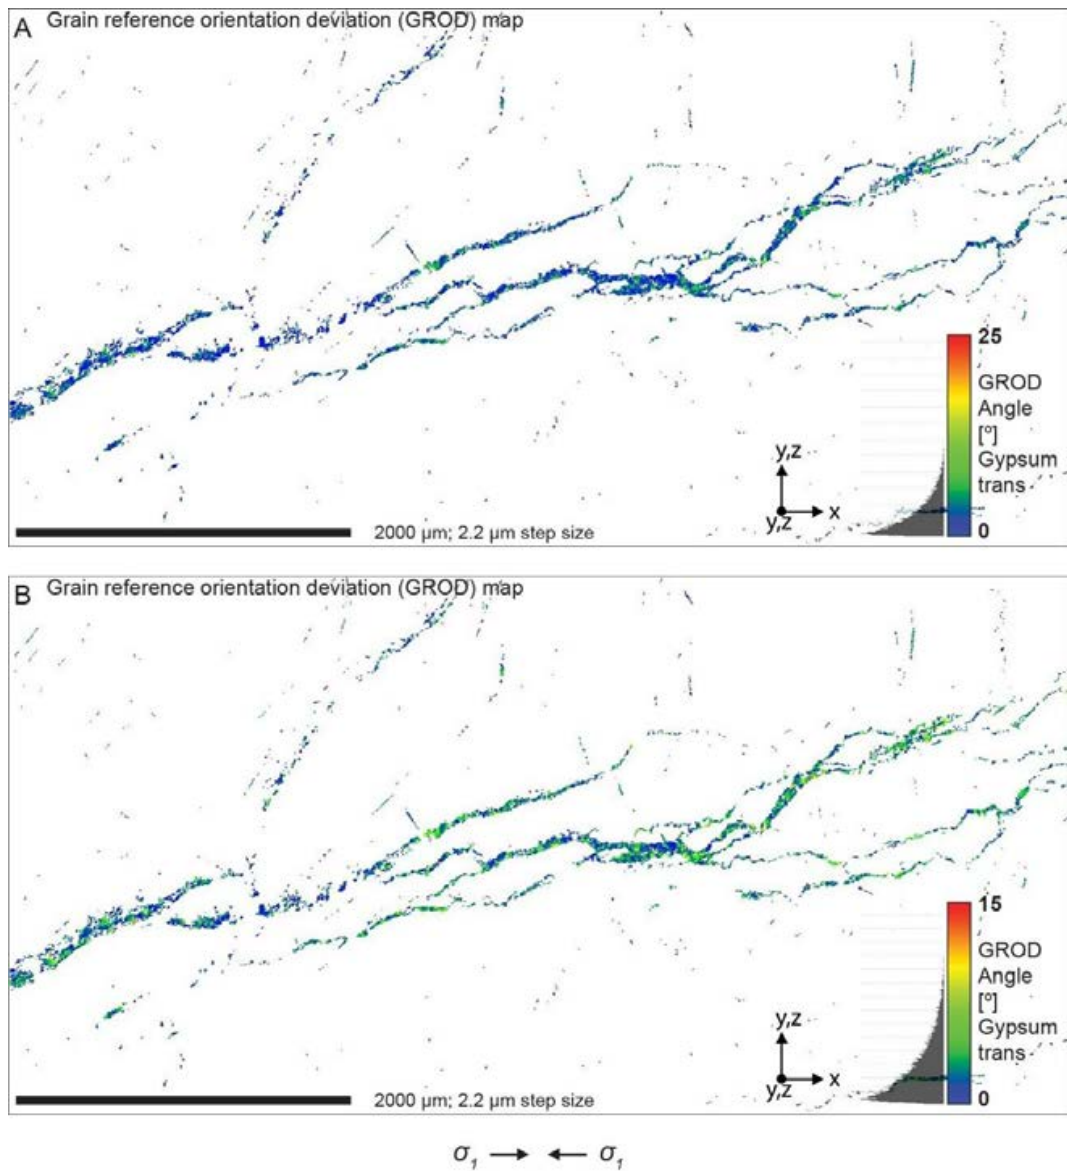 A Grain reference orientation deviation (GROD) map
25
GROD
Angle
[º]
Gypsum
trans
0
y,z
y,z x
2000 µm; 2.2 µm step size
B Grain reference orientation deviation (GROD) map
15
GROD
Angle
[º]
Gypsum
trans
0
y,z
y,z x
2000 µm; 2.2 µm step size
σ₁ → ← σ₁